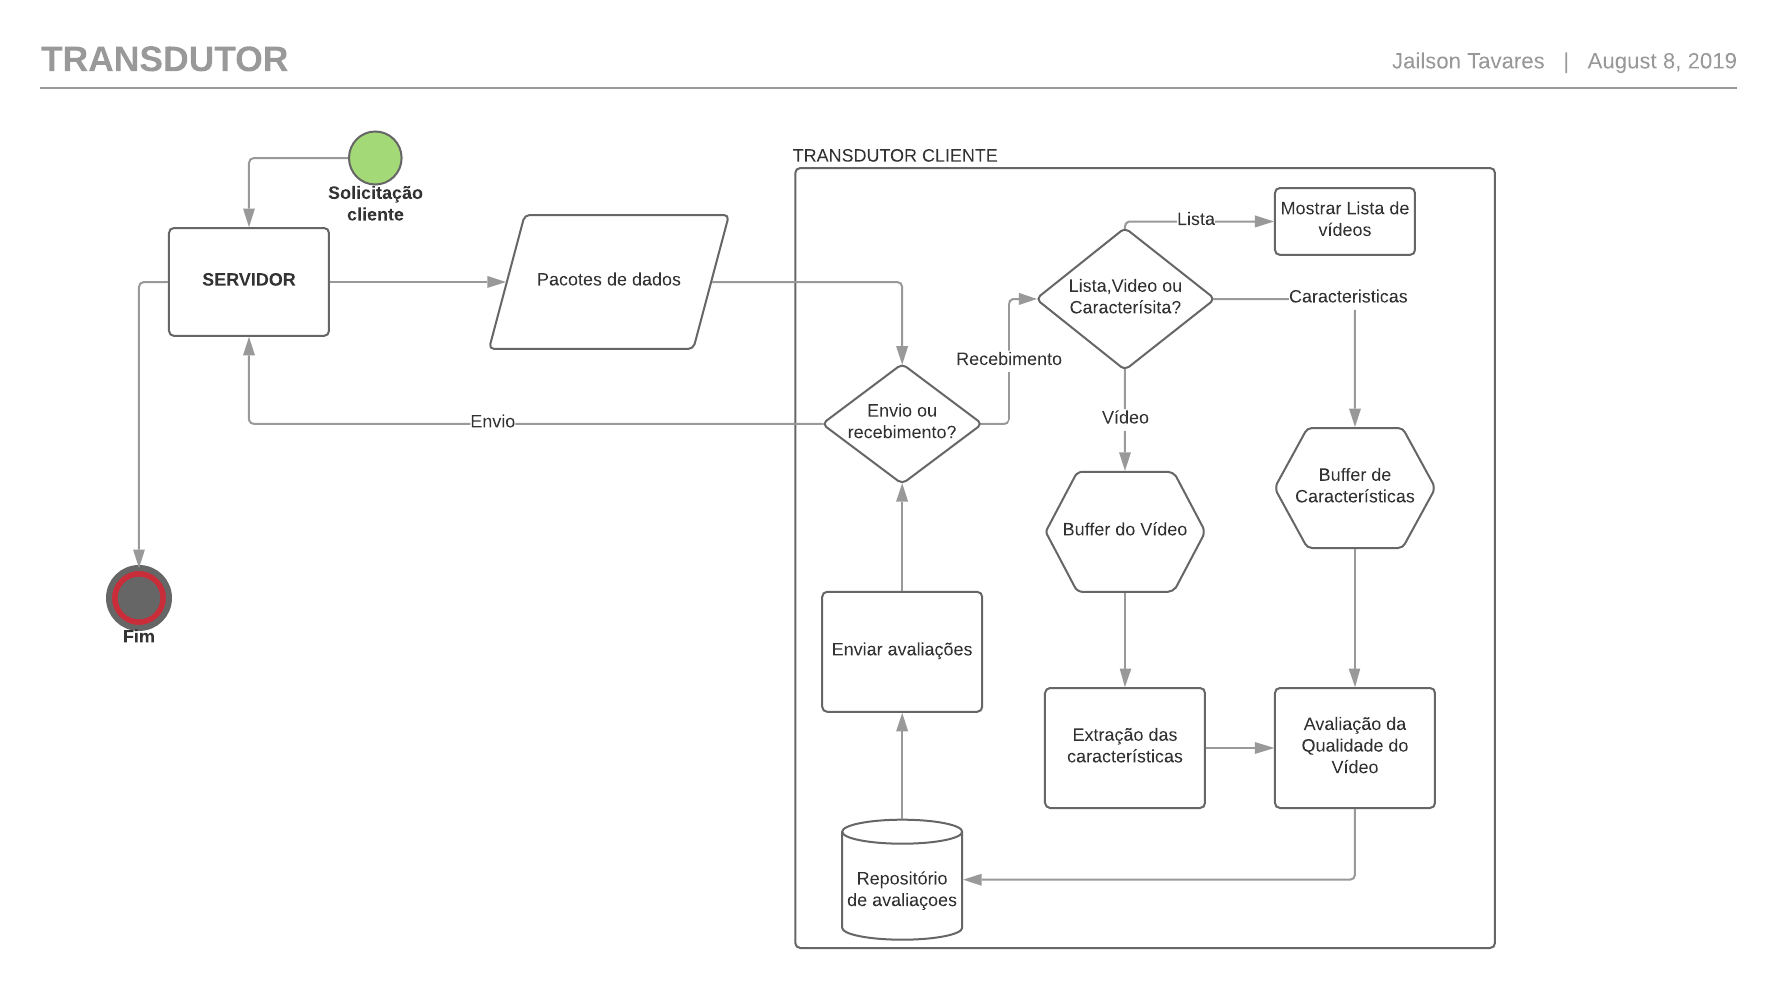 TRANSDUTOR
Jailson Tavares | August 8, 2019
Solicitação
cliente
SERVIDOR
Pacotes de dados
Envio
Fim
TRANSDUTOR CLIENTE
Lista
Mostrar Lista de
vídeos
Lista,Video ou
Caracterísita?
Caracteristicas
Recebimento
Envio ou
recebimento?
Vídeo
Buffer de
Características
Buffer do Vídeo
Enviar avaliações
Extração das
características
Avaliação da
Qualidade do
Vídeo
Repositório
de avaliaçoes